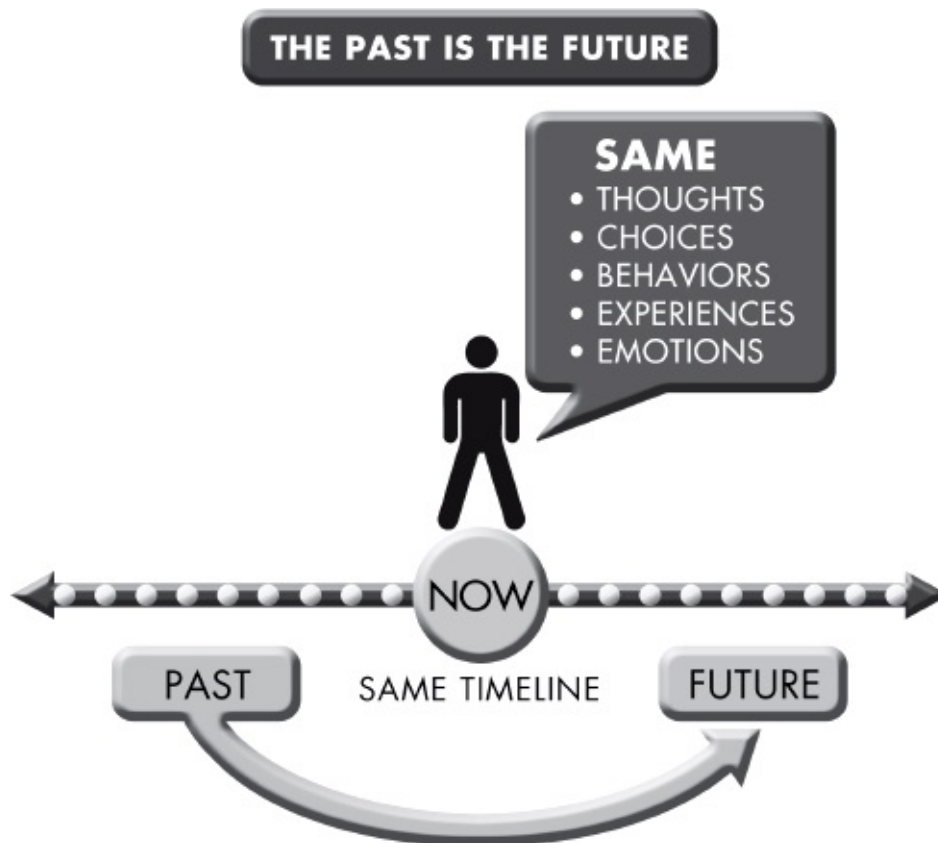 THE PAST IS THE FUTURE
SAME
• THOUGHTS
• CHOICES
• BEHAVIORS
• EXPERIENCES
• EMOTIONS
NOW
PAST
SAME TIMELINE
FUTURE